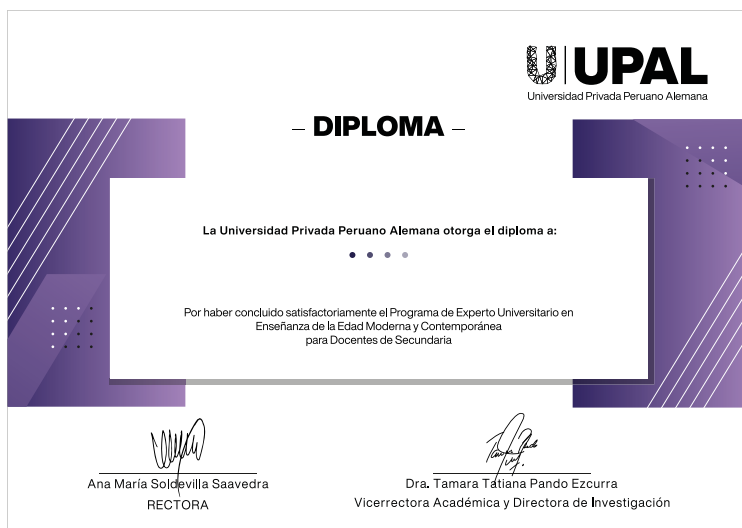 UPAL
Universidad Privada Peruano Alemana
– DIPLOMA –
La Universidad Privada Peruano Alemana otorga el diploma a:
Por haber concluido satisfactoriamente el Programa de Experto Universitario en
Enseñanza de la Edad Moderna y Contemporánea
para Docentes de Secundaria
Ana María Soldevilla Saavedra
RECTORA
Dra. Tamara Tatiana Pando Ezcurra
Vicerrectora Académica y Directora de Investigación